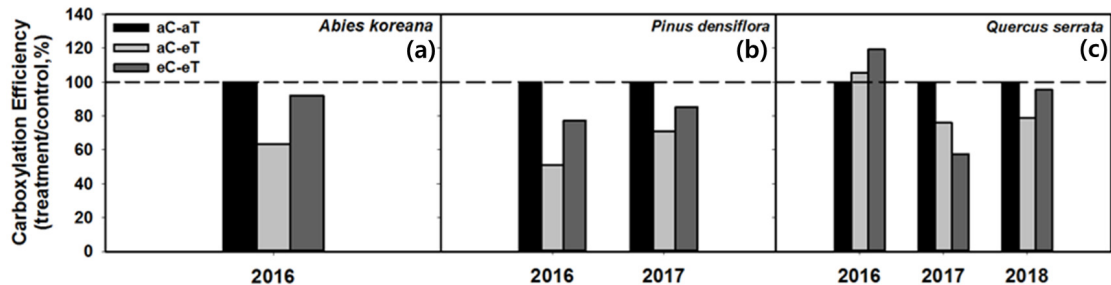 Carboxylation Efficiency
(treatment/control,%)
140
120
100
80
60
40
20
0
aC-aT
aC-eT
eC-eT
Abies koreana
(a)
2016
Pinus densiflora
(b)
2016 2017
Quercus serrata
(c)
2016 2017 2018